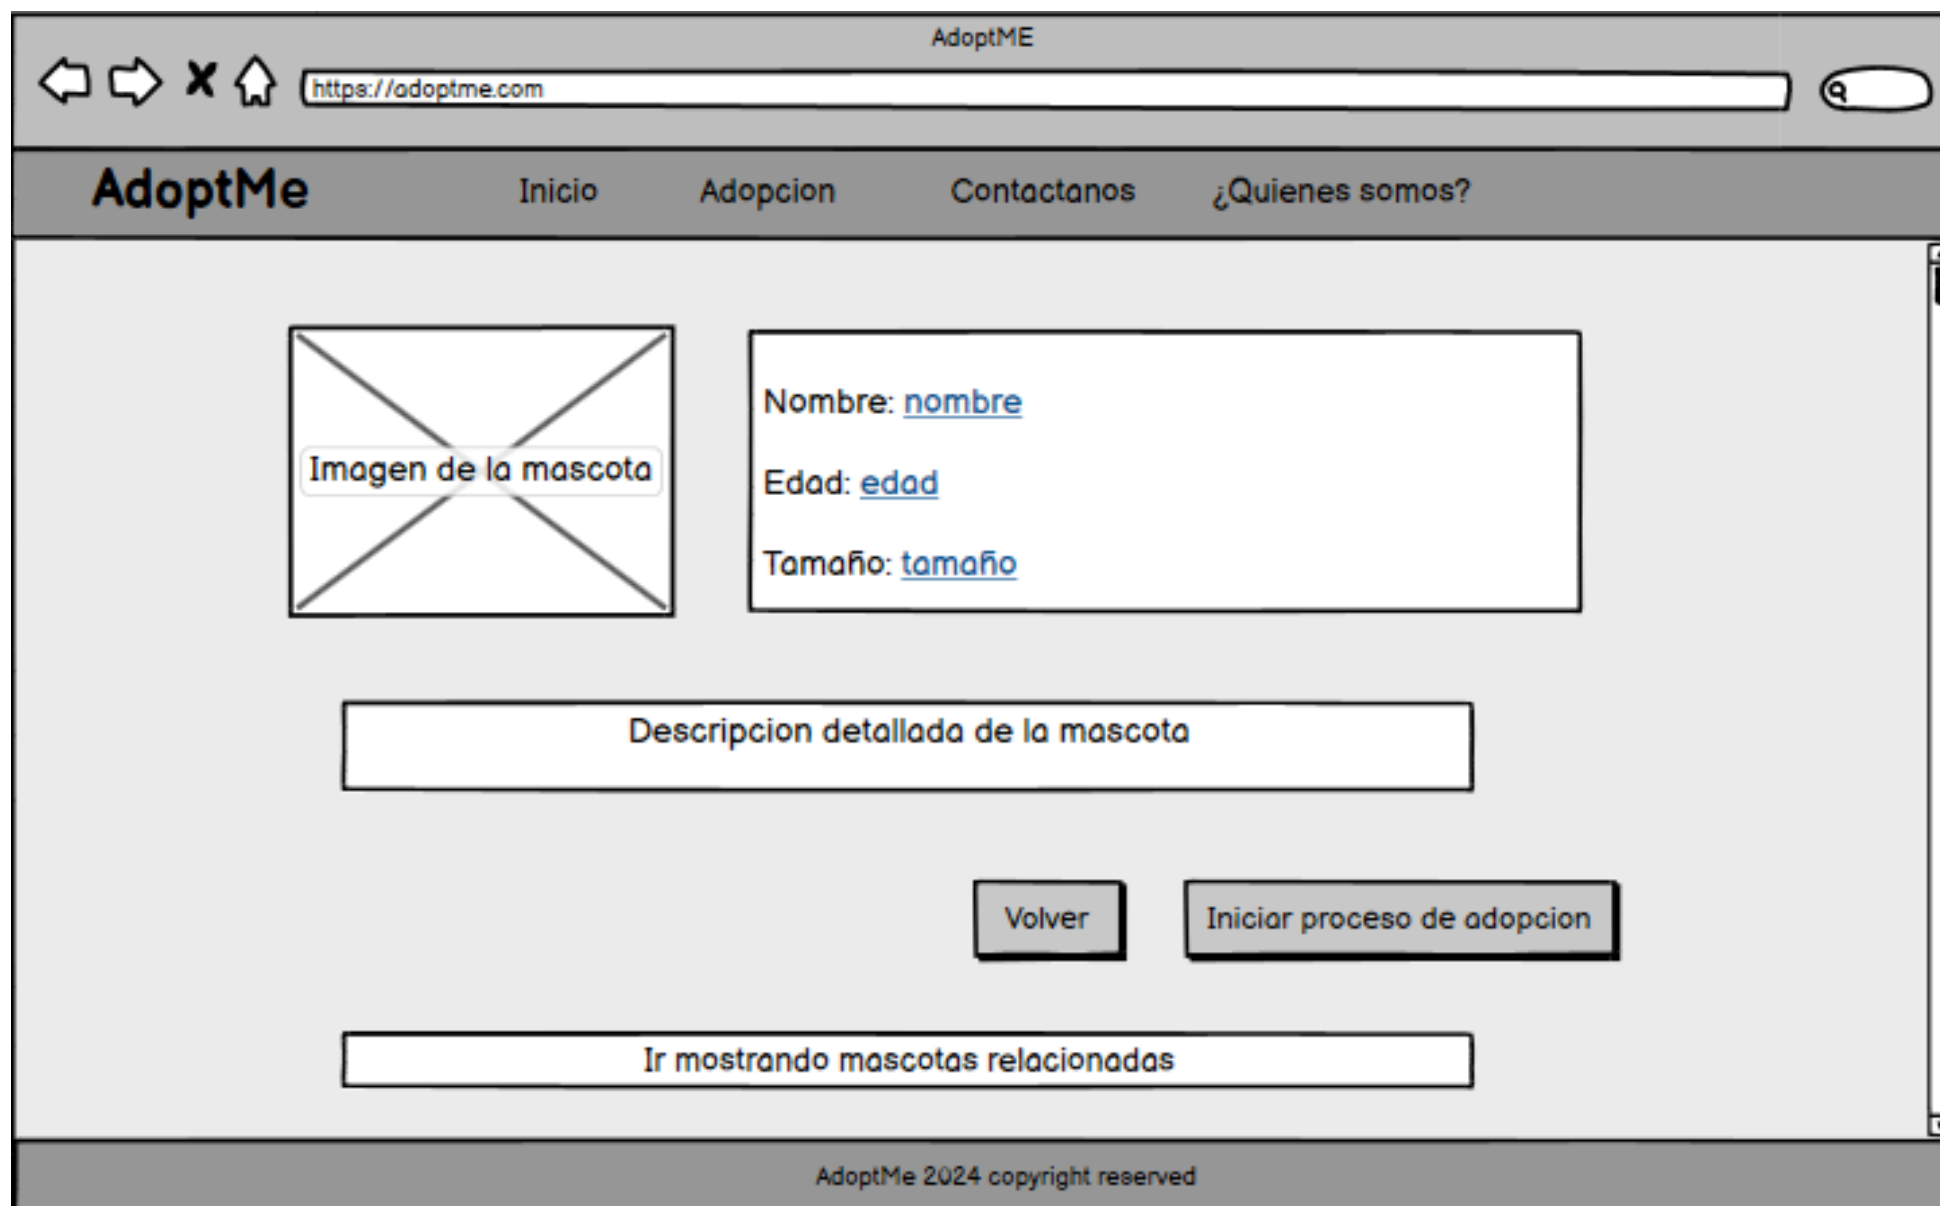 AdoptME
https://adoptme.com
AdoptMe Inicio Adopcion Contactanos ¿Quienes somos?
Imagen de la mascota
Nombre: nombre
Edad: edad
Tamaño: tamaño
Descripcion detallada de la mascota
Volver Iniciar proceso de adopcion
Ir mostrando mascotas relacionadas
AdoptMe 2024 copyright reserved